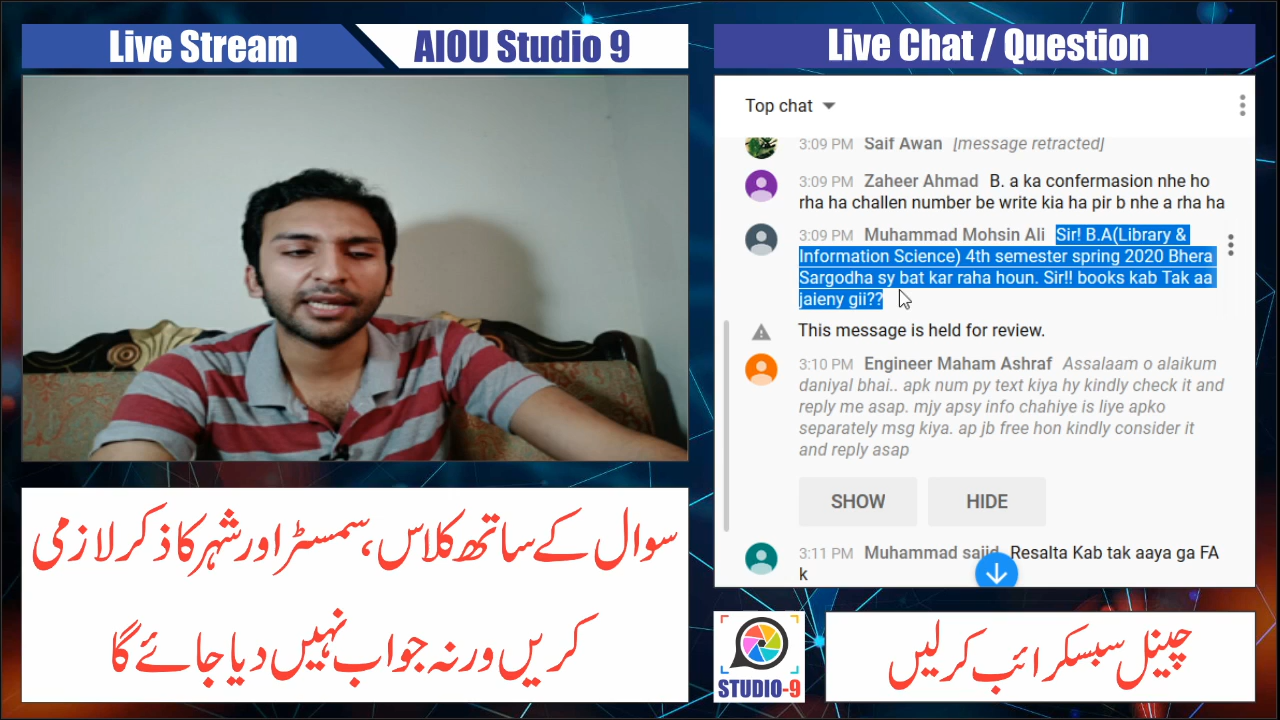 Live Stream
AIOU Studio 9
Live Chat / Question
Top chat
3:09 PM Saif Awan [message retracted]
3:09 PM Zaheer Ahmad B. a ka confermasion nhe ho
rha ha challen number be write kia ha pir b nhe a rha ha
3:09 PM Muhammad Mohsin Ali Sir! B.A(Library &
Information Science) 4th semester spring 2020 Bhera
Sargodha sy bat kar raha houn. Sir!! books kab Tak aa
jaieny gii??
This message is held for review.
3:10 PM Engineer Maham Ashraf Assalaam o alaikum
daniyal bhai.. apk num py text kiya hy kindly check it and
reply me asap. mjy apsy info chahiye is liye apko
separately msg kiya. ap jb free hon kindly consider it
and reply asap
SHOW HIDE
3:11 PM Muhammad sajid Resalta Kab tak aaya ga FA
k
سوال کے ساتھ کلاس، سمسٹر اور شہر کا ذکر لازمی
کریں ورنہ جواب نہیں دیا جائے گا
STUDIO-9
چینل سبسکرائب کر لیں